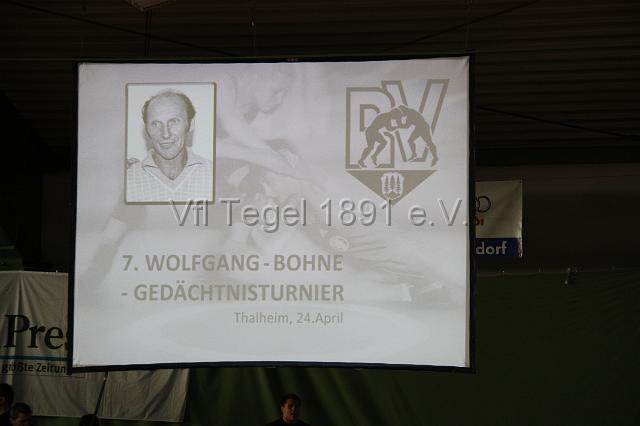 RV
Vfl Tegel 1891 e.V.
7. WOLFGANG - BOHNE
- GEDÄCHTNISTURNIER
Thalheim, 24.April
dorf
Pres
größte Zeitun